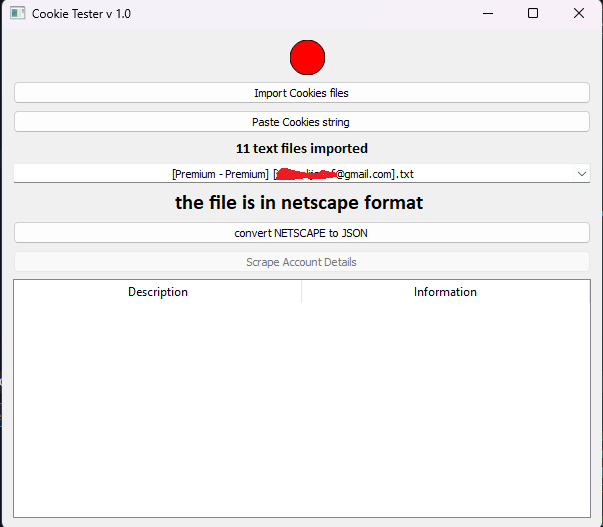 Cookie Tester v 1.0
Import Cookies files
Paste Cookies string
11 text files imported
[Premium - Premium] [@gmail.com].txt
the file is in netscape format
convert NETSCAPE to JSON
Scrape Account Details
Description
Information